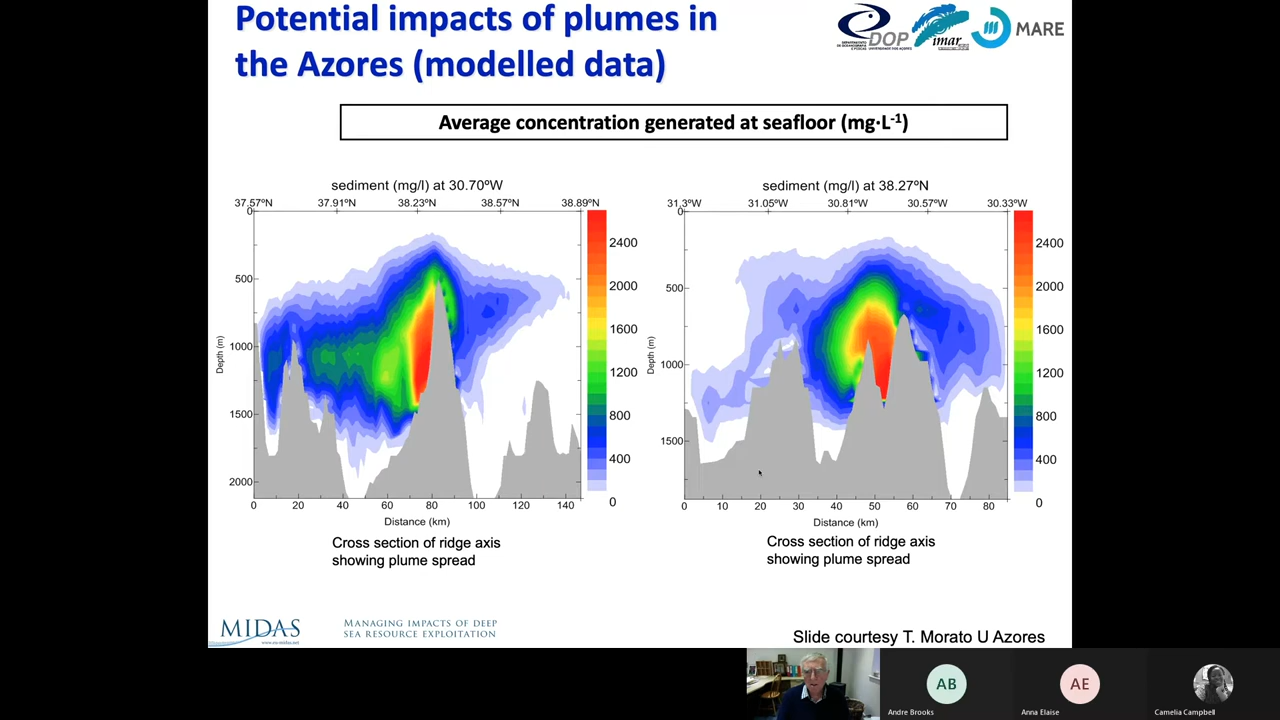 Potential impacts of plumes in
the Azores (modelled data)
DOP
imar
MARE
Average concentration generated at seafloor (mg·L-1)
sediment (mg/l) at 30.70ºW
37.57ºN 37.91ºN 38.23ºN 38.57ºN 38.89ºN
0
500
1000
1500
2000
Depth (m)
0 20 40 60 80 100 120 140
Distance (km)
2400
2000
1600
1200
800
400
0
Cross section of ridge axis
showing plume spread
sediment (mg/l) at 38.27ºN
31.3ºW 31.05ºW 30.81ºW 30.57ºW 30.33ºW
0
500
1000
1500
Depth (m)
0 10 20 30 40 50 60 70 80
Distance (km)
2400
2000
1600
1200
800
400
0
Cross section of ridge axis
showing plume spread
MIDAS
Managing impacts of deep
sea resource exploitation
Slide courtesy T. Morato U Azores
AB
Andre Brooks
AE
Anna Elaise
Camelia Campbell